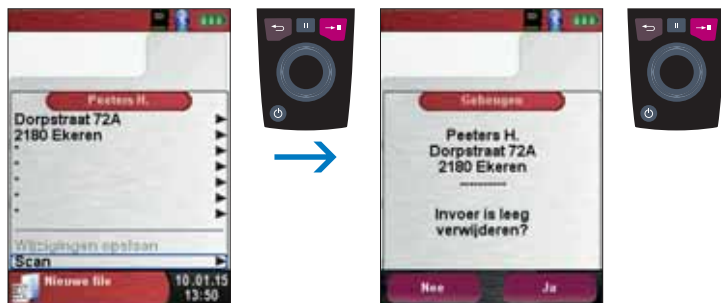 Peeters H.
Dorpstraat 72A
2180 Ekeren
Wijzigingen opslaan
Scan
Nieuwe file
10.01.15
13:50
Geheugen
Peeters H.
Dorpstraat 72A
2180 Ekeren
----------
Invoer is leeg
verwijderen?
Nee
Ja